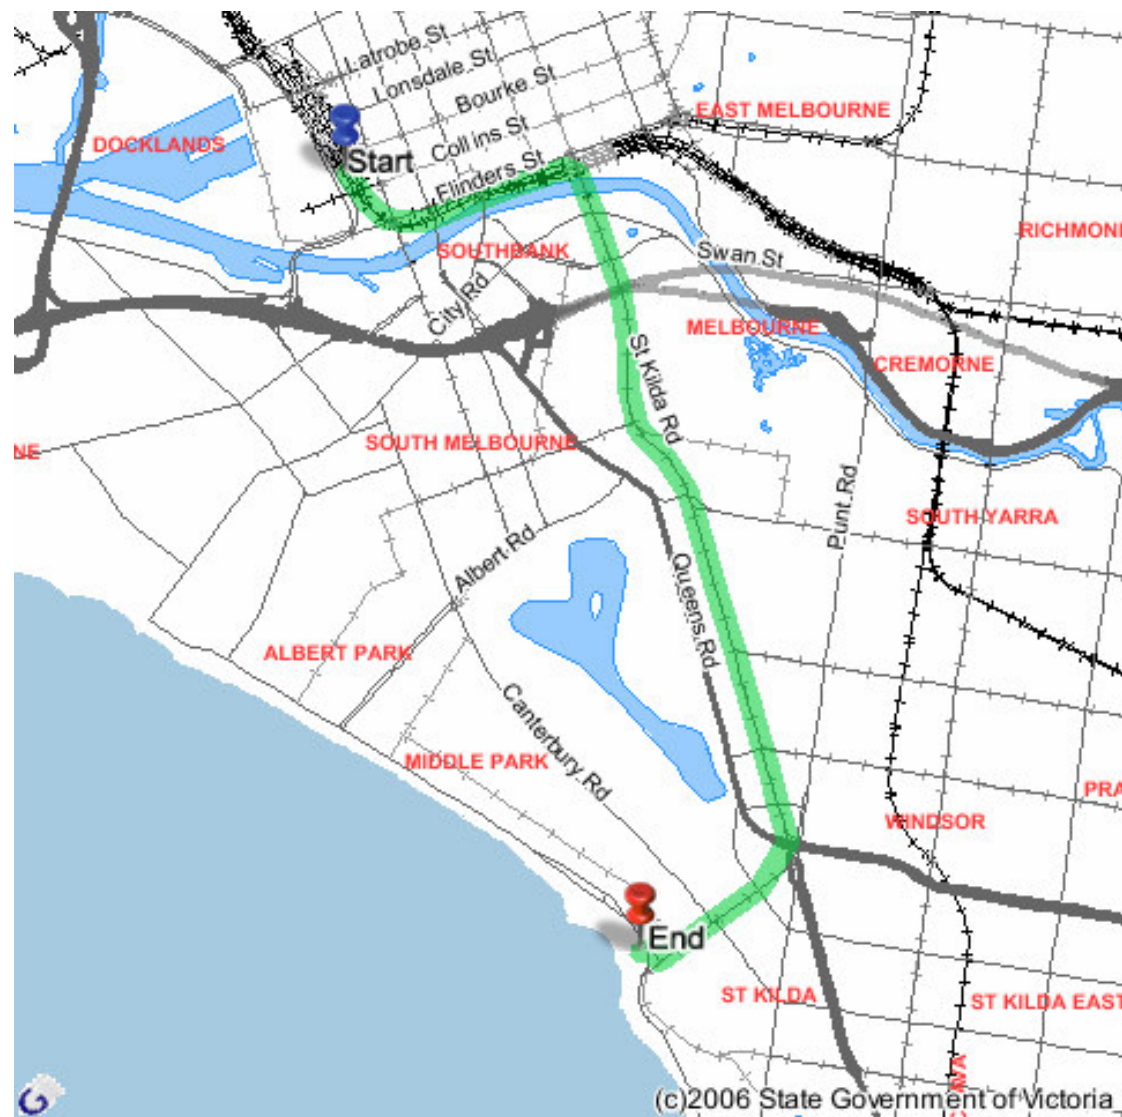 Latrobe St
Lonsdale St
Bourke St
EAST MELBOURNE
Collins St
DOCKLANDS
Start
Flinders St
RICHMON
SOUTHBANK
Swan St
City Rd
MELBOURNE
St Kilda Rd
CREMORNE
SOUTH MELBOURNE
NE
Punt Rd
SOUTH YARRA
Albert Rd
Queens Rd
ALBERT PARK
Canterbury Rd
MIDDLE PARK
PRA
WINDSOR
End
ST KILDA
ST KILDA EAST
AVA
(c)2006 State Government of Victoria